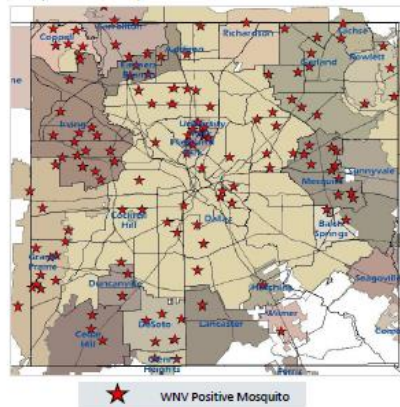 Coppell
Carrollton
Addison
Richardson
Sachse
Rowlett
Garland
Farmers
Branch
Irving
University
Park
Highland
Sunnyvale
Mesquite
Dallas
Cockrell
Hill
Balch
Springs
Grand
Prairie
Duncanville
Seagoville
Hutchins
Wilmer
Cedar
Hill
DeSoto
Lancaster
Glenn
Heights
Ferris
WNV Positive Mosquito